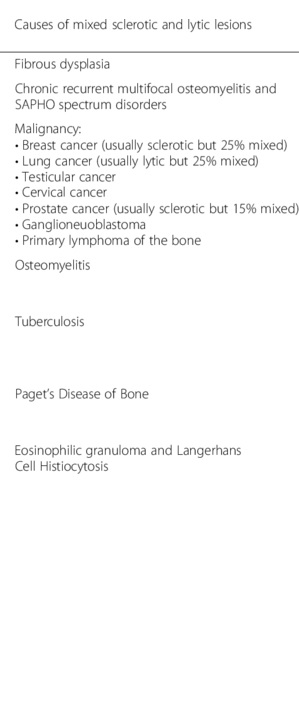 Causes of mixed sclerotic and lytic lesions
Fibrous dysplasia
Chronic recurrent multifocal osteomyelitis and
SAPHO spectrum disorders
Malignancy:
• Breast cancer (usually sclerotic but 25% mixed)
• Lung cancer (usually lytic but 25% mixed)
• Testicular cancer
• Cervical cancer
• Prostate cancer (usually sclerotic but 15% mixed)
• Ganglioneuoblastoma
• Primary lymphoma of the bone
Osteomyelitis
Tuberculosis
Paget's Disease of Bone
Eosinophilic granuloma and Langerhans
Cell Histiocytosis